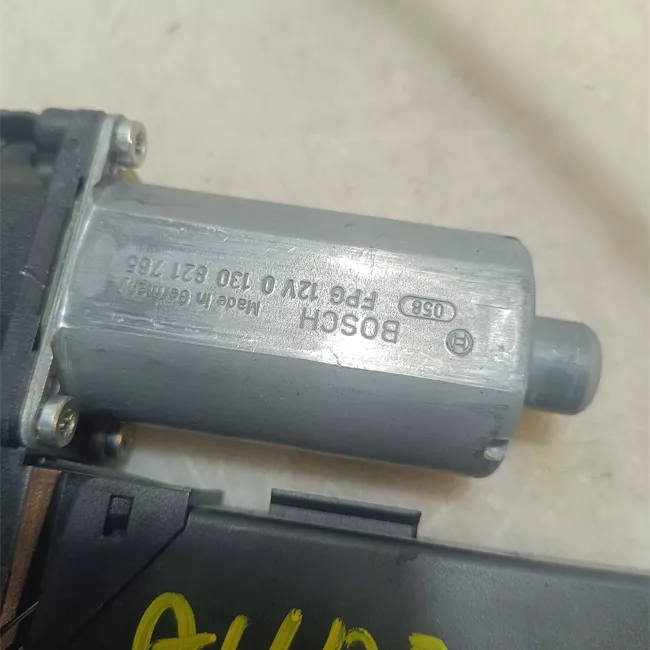 BOSCH 058
FPG 12V 0 130 821 765
Made in Germany